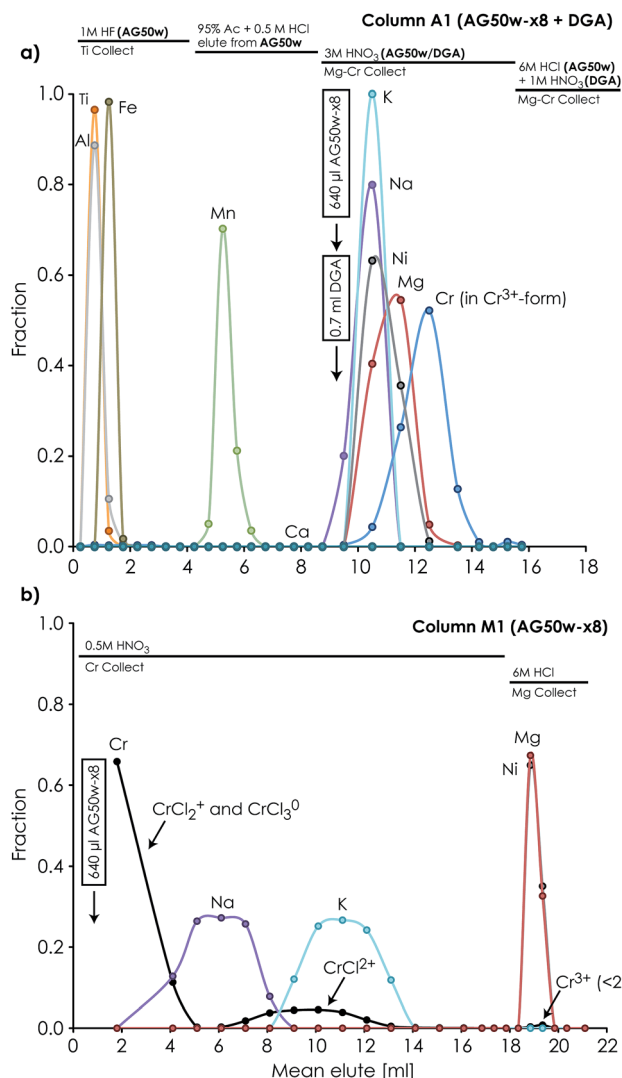 Column A1 (AG50w-x8 + DGA)
1M HF (AG50w)
Ti Collect
95% Ac + 0.5 M HCl
elute from AG50w
3M HNO₃ (AG50w/DGA)
Mg-Cr Collect
6M HCl (AG50w)
+ 1M HNO₃ (DGA)
Mg-Cr Collect
a)
Fraction
1.0
0.8
0.6
0.4
0.2
0.0
Ti
Al
Fe
Mn
Ca
640 µl AG50w-x8
0.7 ml DGA
K
Na
Ni
Mg
Cr (in Cr³⁺-form)
0 2 4 6 8 10 12 14 16 18
b)
Column M1 (AG50w-x8)
0.5M HNO₃
Cr Collect
6M HCl
Mg Collect
Fraction
1.0
0.8
0.6
0.4
0.2
0.0
Cr
640 µl AG50w-x8
CrCl₂⁺ and CrCl₃⁰
Na
K
CrCl²⁺
Mg
Ni
Cr³⁺ (<2
0 2 4 6 8 10 12 14 16 18 20 22
Mean elute [ml]